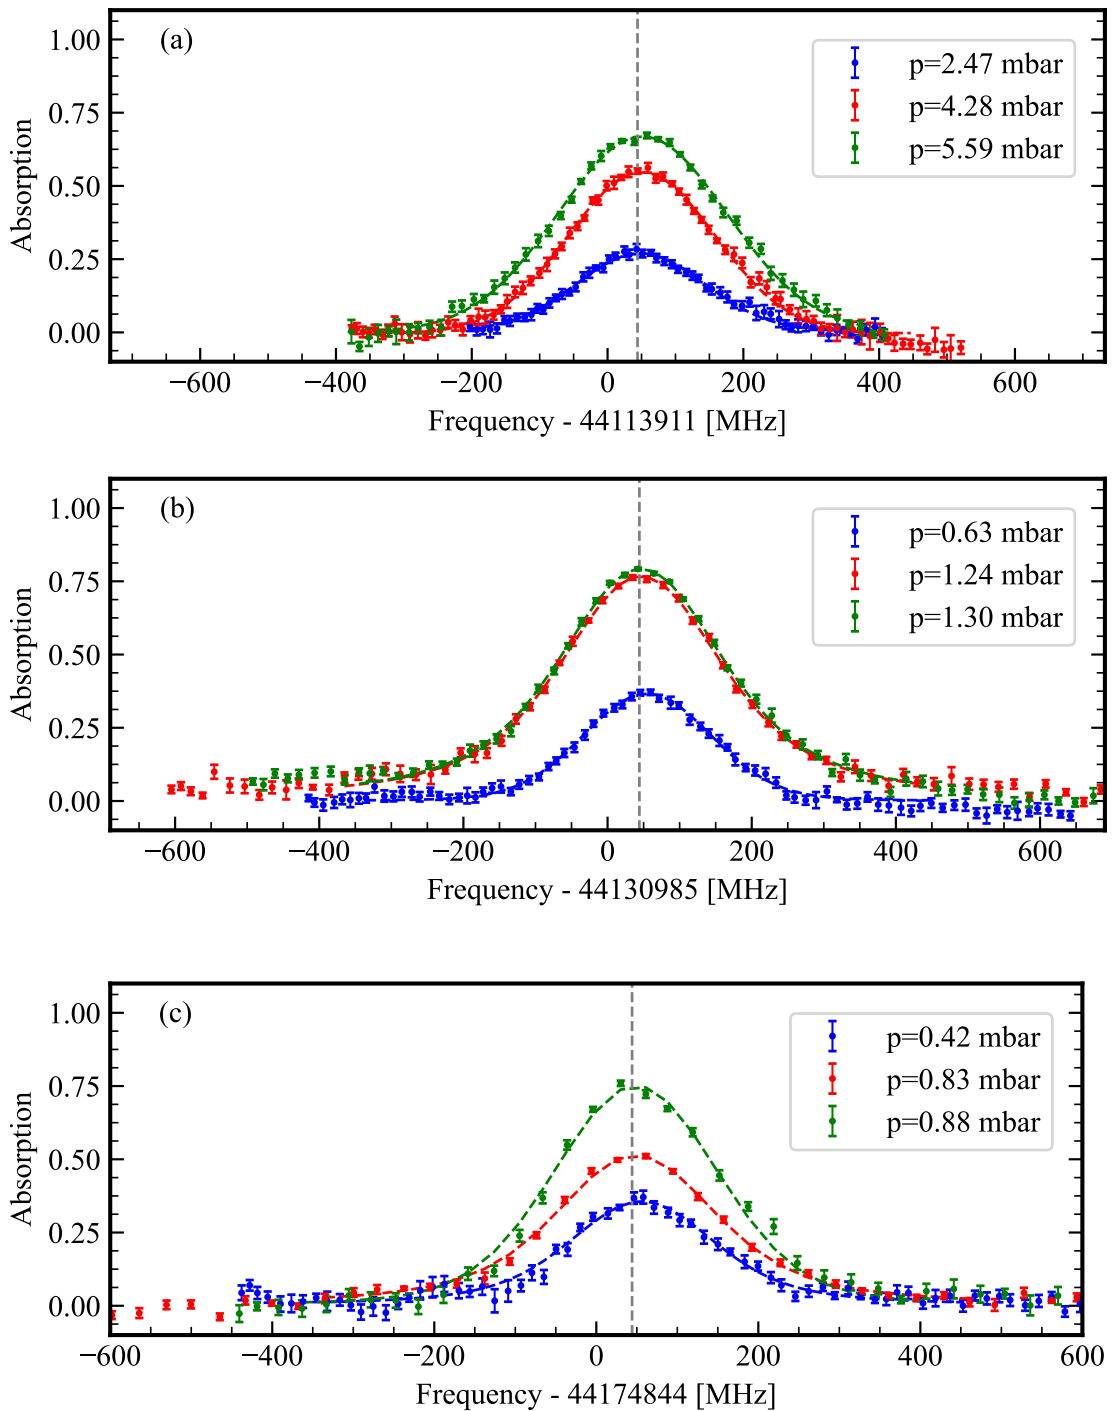 (a)
1.00
0.75
0.50
0.25
0.00
Absorption
p=2.47 mbar
p=4.28 mbar
p=5.59 mbar
−600 −400 −200 0 200 400 600
Frequency - 44113911 [MHz]
(b)
1.00
0.75
0.50
0.25
0.00
Absorption
p=0.63 mbar
p=1.24 mbar
p=1.30 mbar
−600 −400 −200 0 200 400 600
Frequency - 44130985 [MHz]
(c)
1.00
0.75
0.50
0.25
0.00
Absorption
p=0.42 mbar
p=0.83 mbar
p=0.88 mbar
−600 −400 −200 0 200 400 600
Frequency - 44174844 [MHz]